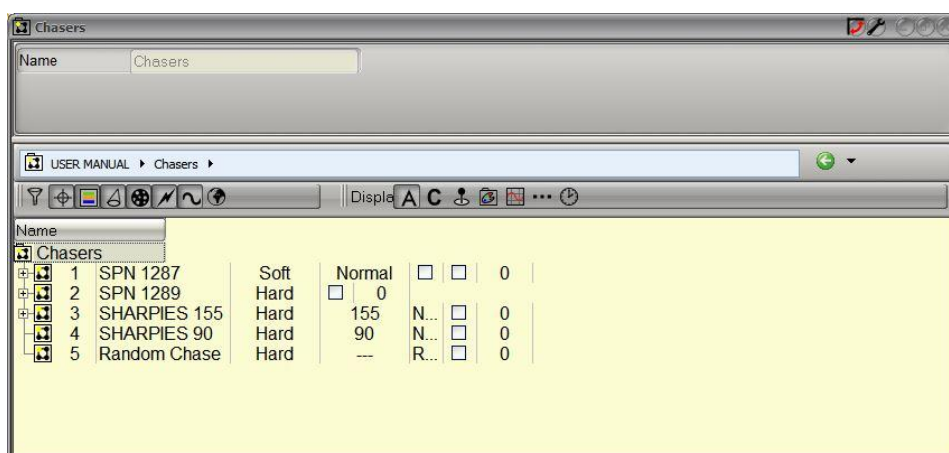 Chasers
Name Chasers
USER MANUAL Chasers
Displa A C
Name
Chasers
1 SPN 1287 Soft Normal 0
2 SPN 1289 Hard 0
3 SHARPIES 155 Hard 155 N... 0
4 SHARPIES 90 Hard 90 N... 0
5 Random Chase Hard --- R... 0